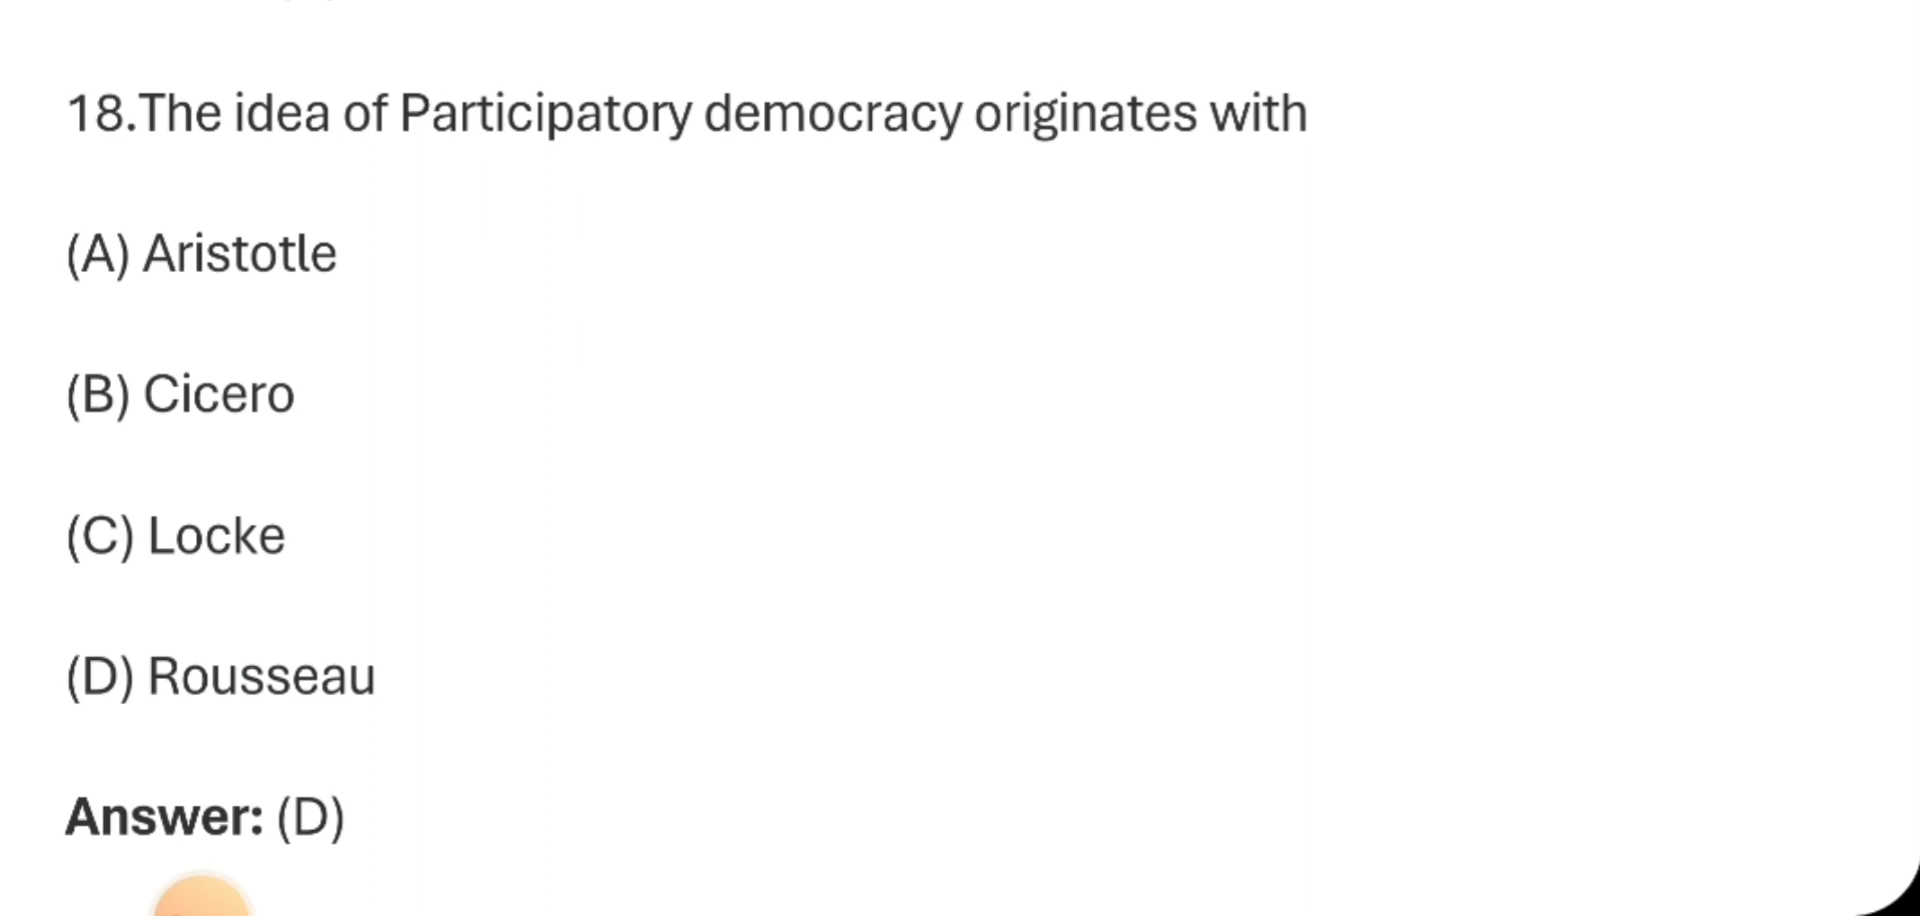 18.The idea of Participatory democracy originates with
(A) Aristotle
(B) Cicero
(C) Locke
(D) Rousseau
Answer: (D)